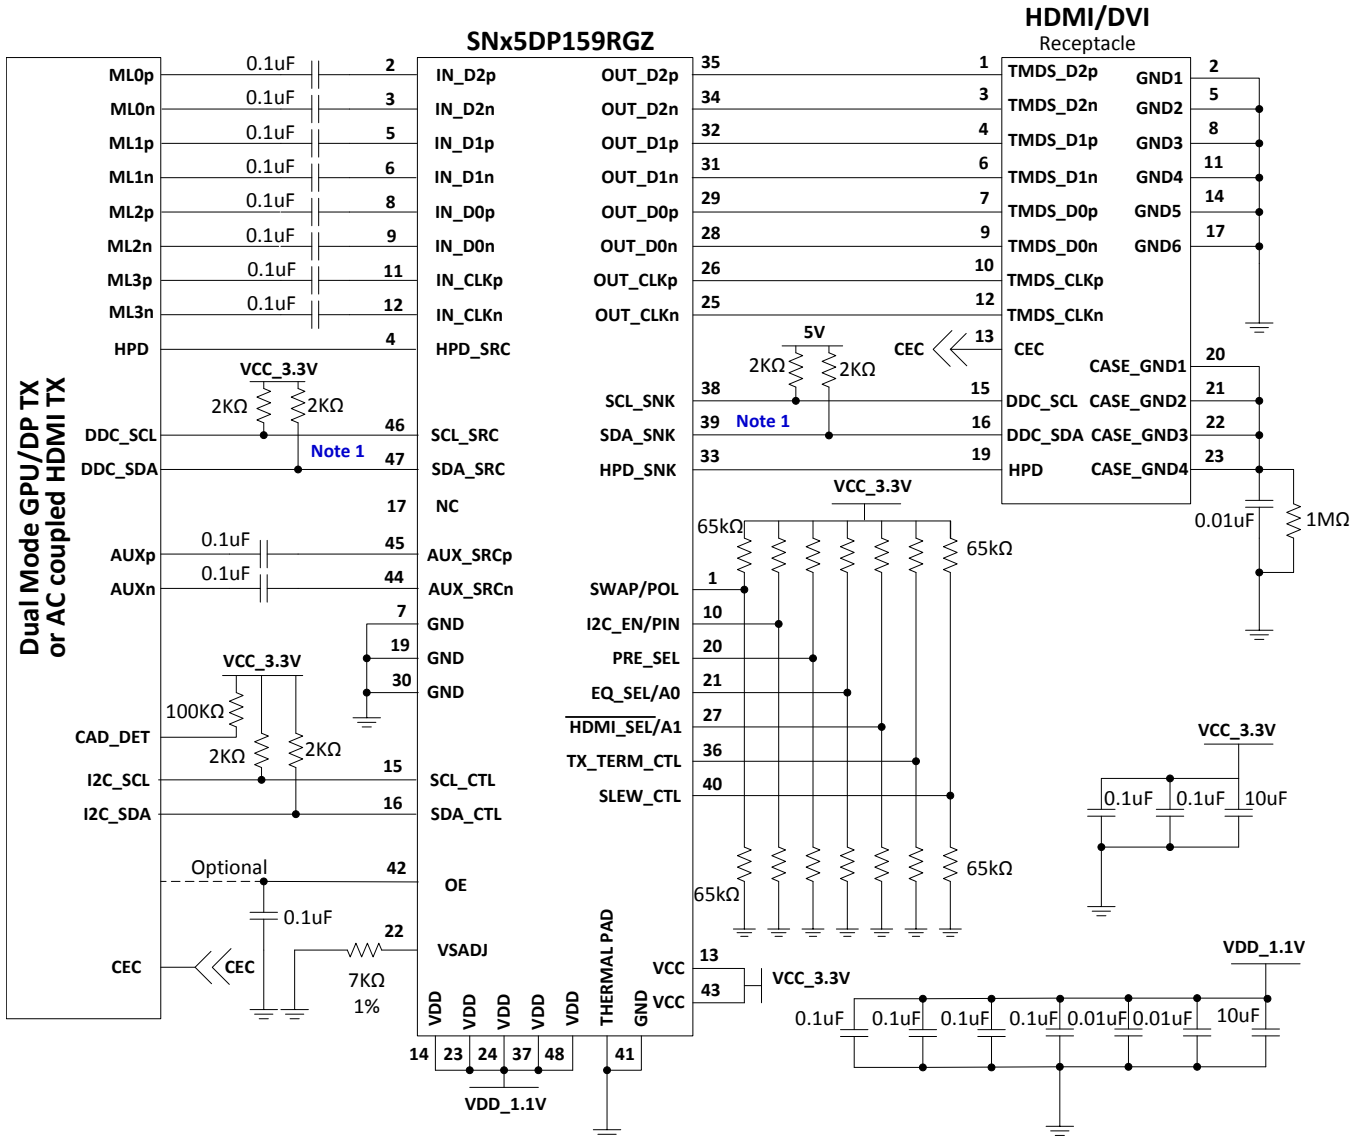 HDMI/DVI
Receptacle
SNx5DP159RGZ
Dual Mode GPU/DP TX
or AC coupled HDMI TX
ML0p 0.1uF 2 IN_D2p OUT_D2p 35 1 TMDS_D2p GND1 2
ML0n 0.1uF 3 IN_D2n OUT_D2n 34 3 TMDS_D2n GND2 5
ML1p 0.1uF 5 IN_D1p OUT_D1p 32 4 TMDS_D1p GND3 8
ML1n 0.1uF 6 IN_D1n OUT_D1n 31 6 TMDS_D1n GND4 11
ML2p 0.1uF 8 IN_D0p OUT_D0p 29 7 TMDS_D0p GND5 14
ML2n 0.1uF 9 IN_D0n OUT_D0n 28 9 TMDS_D0n GND6 17
ML3p 0.1uF 11 IN_CLKp OUT_CLKp 26 10 TMDS_CLKp
ML3n 0.1uF 12 IN_CLKn OUT_CLKn 25 12 TMDS_CLKn
HPD 4 HPD_SRC 5V CEC 13 CEC
VCC_3.3V 2KΩ 2KΩ CASE_GND1 20
2KΩ 2KΩ SCL_SNK 38 15 DDC_SCL CASE_GND2 21
DDC_SCL 46 SCL_SRC SDA_SNK 39 Note 1 16 DDC_SDA CASE_GND3 22
Note 1
DDC_SDA 47 SDA_SRC HPD_SNK 33 19 HPD CASE_GND4 23
VCC_3.3V
17 NC 0.01uF 1MΩ
65kΩ 65kΩ
AUXp 0.1uF 45 AUX_SRCp
AUXn 0.1uF 44 AUX_SRCn SWAP/POL 1
7 GND I2C_EN/PIN 10
19 GND PRE_SEL 20
VCC_3.3V
30 GND EQ_SEL/A0 21
100KΩ
CAD_DET HDMI_SEL/A1 27
2KΩ 2KΩ
VCC_3.3V
I2C_SCL 15 SCL_CTL TX_TERM_CTL 36
I2C_SDA 16 SDA_CTL SLEW_CTL 40
0.1uF 0.1uF 10uF
Optional 42 OE 65kΩ 65kΩ
0.1uF
22 VSADJ
7KΩ
1%
CEC CEC
VCC 13
VCC 43
VCC_3.3V
VDD_1.1V
VDD VDD VDD VDD VDD THERMAL PAD GND
0.1uF 0.1uF 0.1uF 0.1uF 0.01uF 0.01uF 10uF
14 23 24 37 48 41
VDD_1.1V